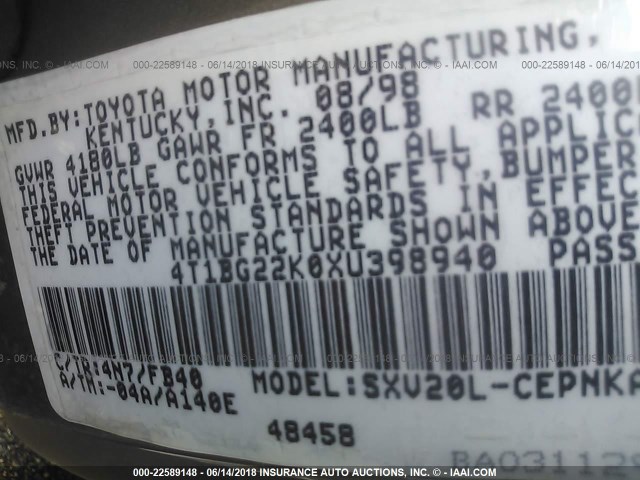 000-22589148 - 06/14/2018 INSURANCE AUTO AUCTIONS, INC. - IAAI.COM
MFD.BY:TOYOTA MOTOR MANUFACTURING,
KENTUCKY,INC. 08/98
GVWR 4180LB GAWR FR 2400LB RR 2400
THIS VEHICLE CONFORMS TO ALL APPLIC
FEDERAL MOTOR VEHICLE SAFETY,BUMPER
THEFT PREVENTION STANDARDS IN EFFEC
THE DATE OF MANUFACTURE SHOWN ABOVE
4T1BG22K0XU398940 PASS
C/TR:4N7/FB40 MODEL:SXV20L-CEPNKA
A/TM:-04A/A140E
48458
BA031129
000-22589148 - 06/14/2018 INSURANCE AUTO AUCTIONS, INC. - IAAI.COM